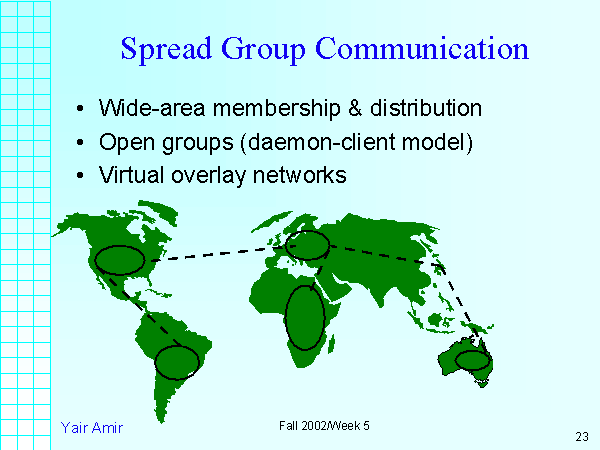 Spread Group Communication
• Wide-area membership & distribution
• Open groups (daemon-client model)
• Virtual overlay networks
Yair Amir
Fall 2002/Week 5
23